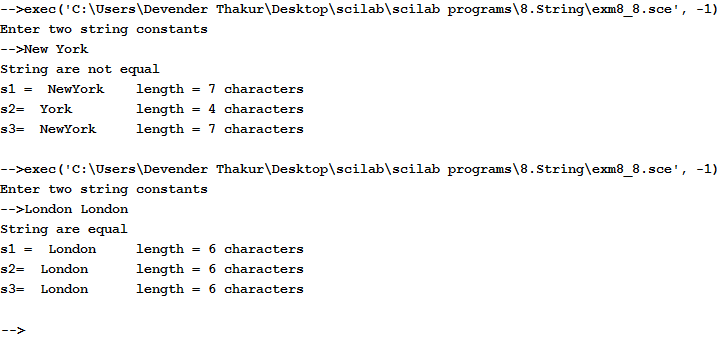 -->exec('C:\Users\Devender Thakur\Desktop\scilab\scilab programs\8.String\exm8_8.sce', -1)
Enter two string constants
-->New York
String are not equal
s1 =  NewYork    length = 7 characters
s2=  York        length = 4 characters
s3=  NewYork     length = 7 characters

-->exec('C:\Users\Devender Thakur\Desktop\scilab\scilab programs\8.String\exm8_8.sce', -1)
Enter two string constants
-->London London
String are equal
s1 =  London     length = 6 characters
s2=  London      length = 6 characters
s3=  London      length = 6 characters

-->